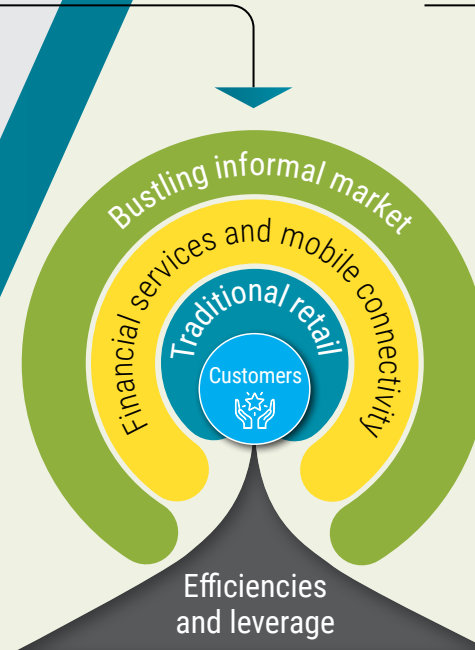 Bustling informal market
Financial services and mobile connectivity
Traditional retail
Customers
Efficiencies
and leverage